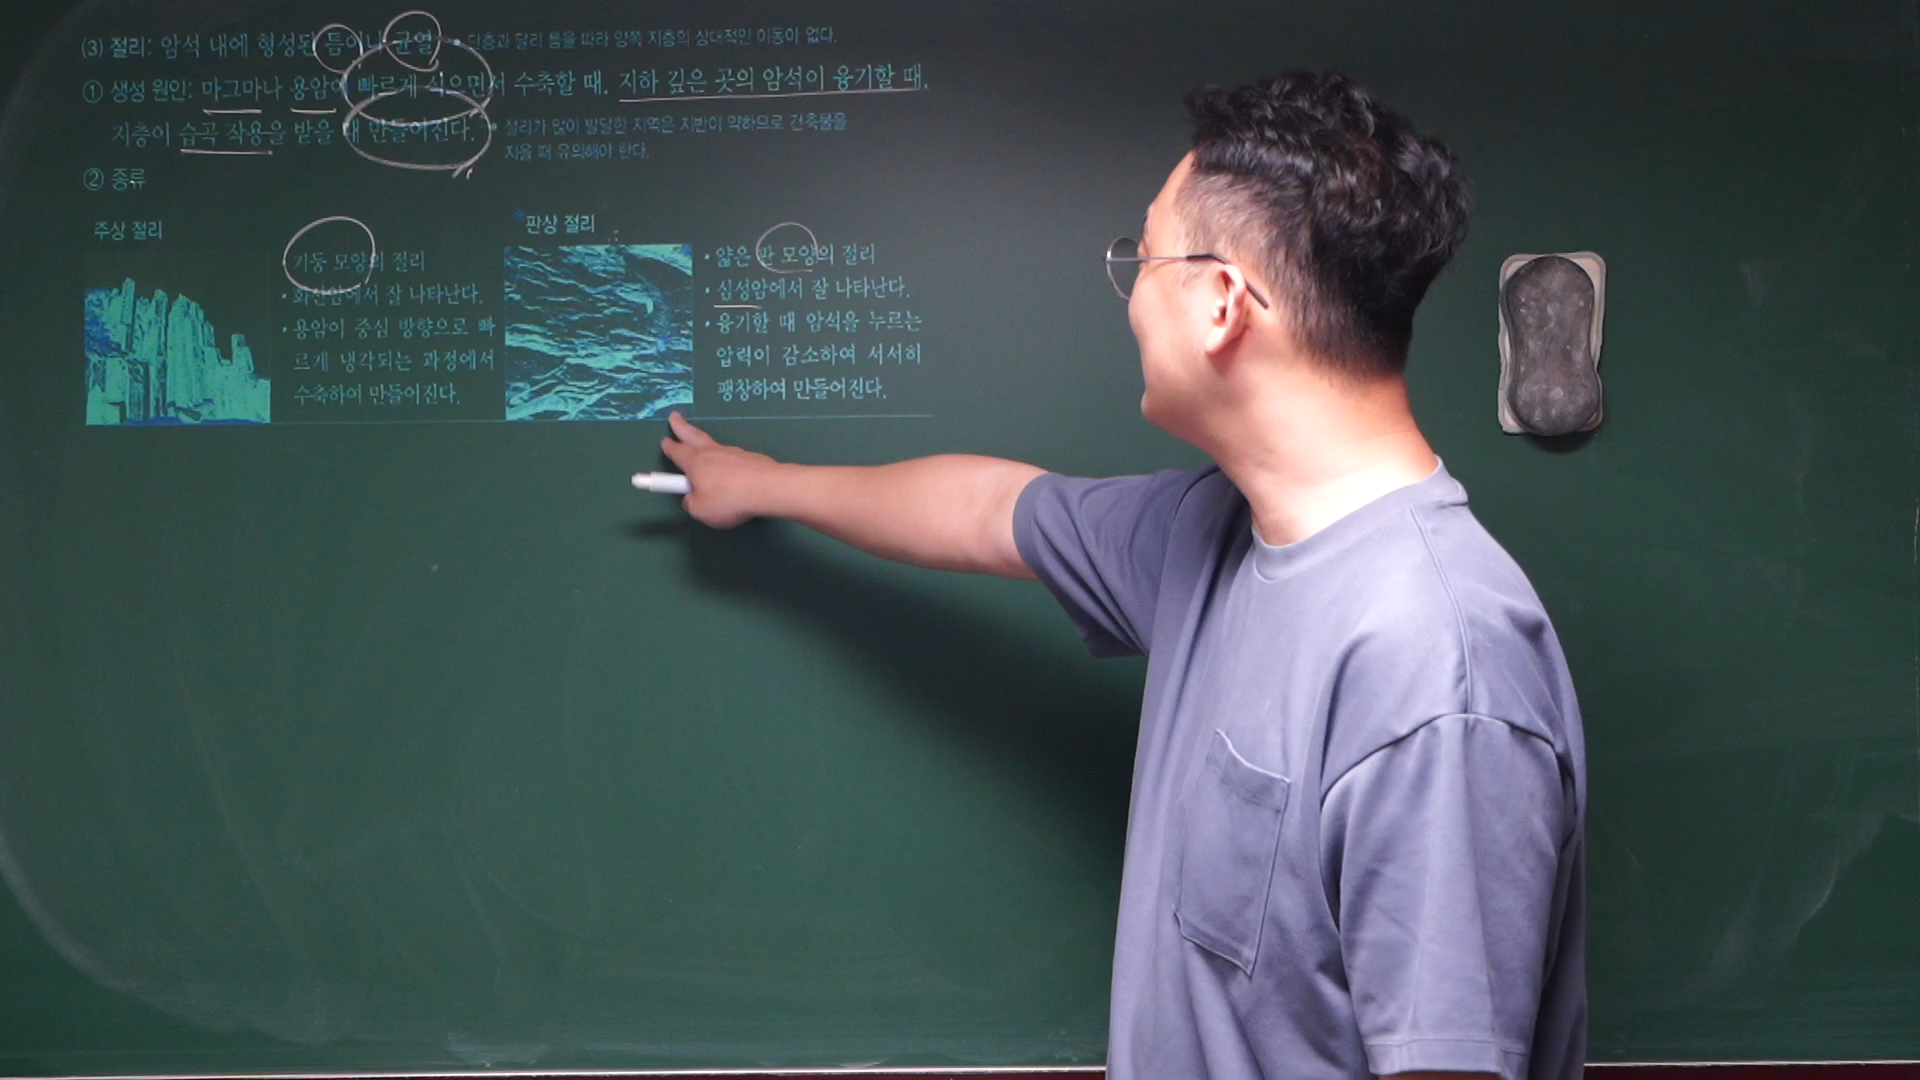 (3) 절리: 암석 내에 형성된 틈이나 균열 • 단층과 달리 틈을 따라 양쪽 지층의 상대적인 이동이 없다.
① 생성 원인: 마그마나 용암이 빠르게 식으면서 수축할 때, 지하 깊은 곳의 암석이 융기할 때,
지층이 습곡 작용을 받을 때 만들어진다. • 절리가 많이 발달한 지역은 지반이 약하므로 건축물을
지을 때 유의해야 한다.
② 종류
주상 절리
기둥 모양의 절리
• 화산암에서 잘 나타난다.
• 용암이 중심 방향으로 빠
르게 냉각되는 과정에서
수축하여 만들어진다.
*판상 절리
• 얇은 판 모양의 절리
• 심성암에서 잘 나타난다.
• 융기할 때 암석을 누르는
압력이 감소하여 서서히
팽창하여 만들어진다.